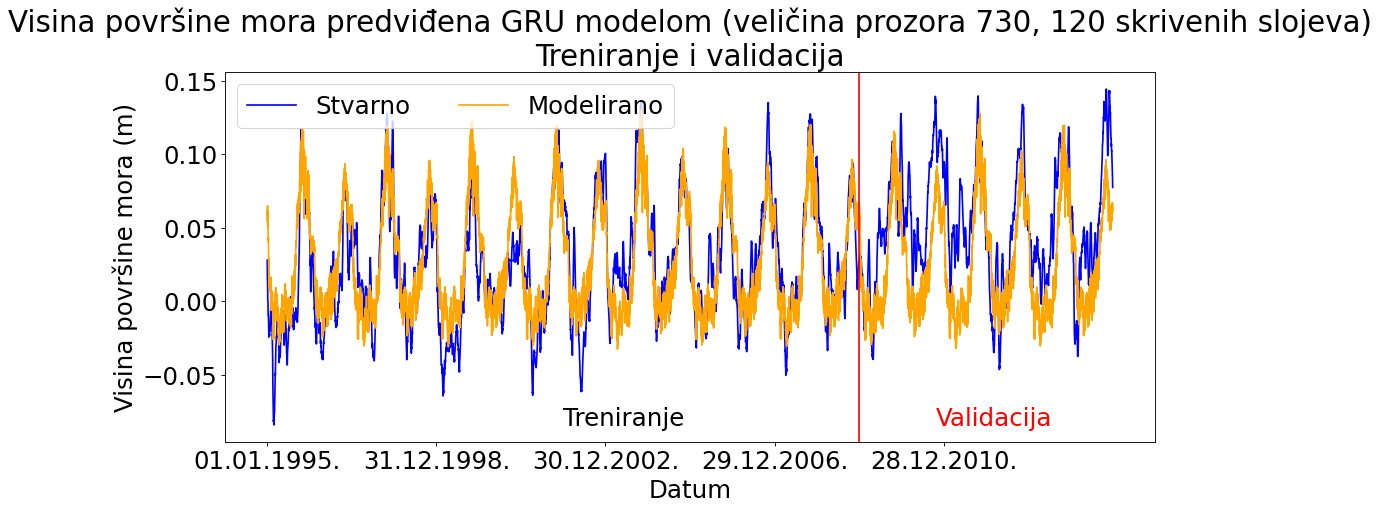 Visina površine mora predviđena GRU modelom (veličina prozora 730, 120 skrivenih slojeva)
Treniranje i validacija
Stvarno
Modelirano
Visina površine mora (m)
0.15
0.10
0.05
0.00
−0.05
Treniranje
Validacija
01.01.1995.
31.12.1998.
30.12.2002.
29.12.2006.
28.12.2010.
Datum